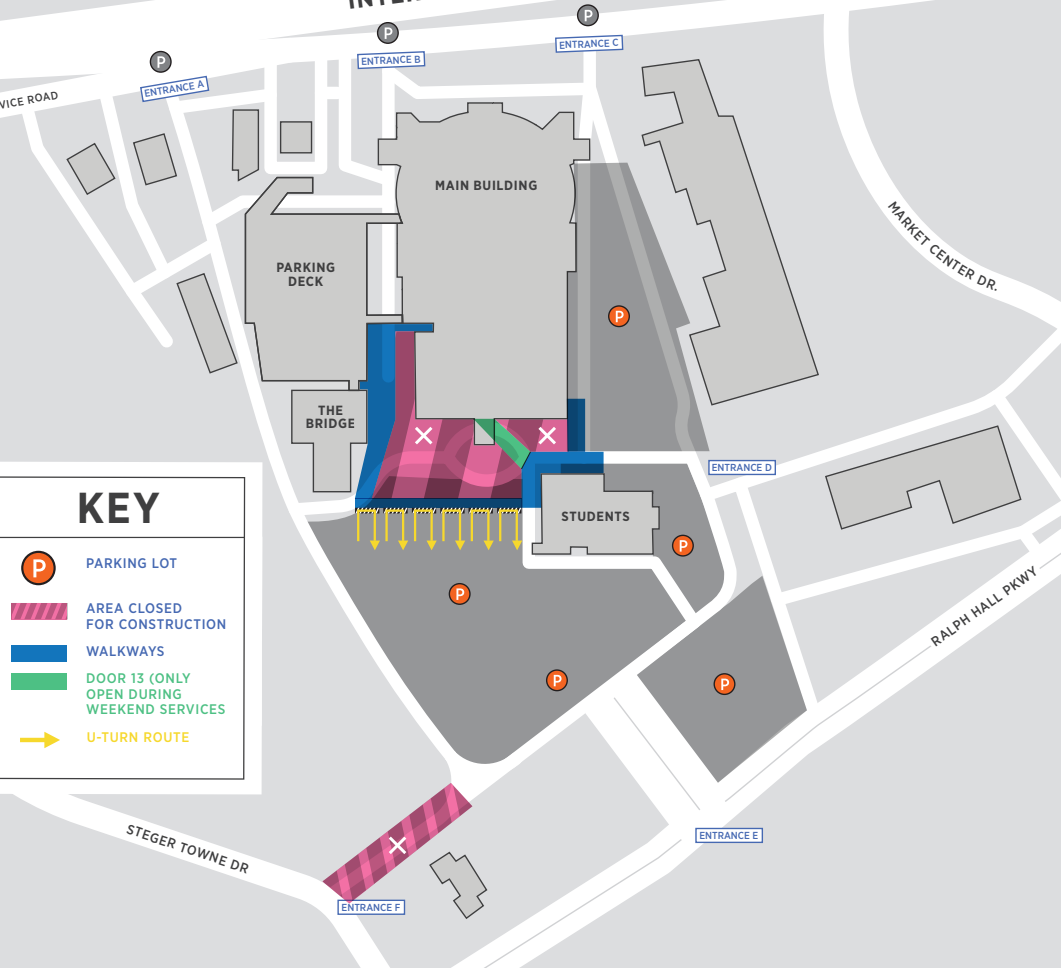 P
P
P
ENTRANCE A
ENTRANCE B
ENTRANCE C
MAIN BUILDING
MARKET CENTER DR.
PARKING
DECK
P
THE
BRIDGE
ENTRANCE D
STUDENTS
P
P
P
P
RALPH HALL PKWY
KEY
P PARKING LOT
AREA CLOSED
FOR CONSTRUCTION
WALKWAYS
DOOR 13 (ONLY
OPEN DURING
WEEKEND SERVICES
U-TURN ROUTE
STEGER TOWNE DR
ENTRANCE E
ENTRANCE F
ROAD